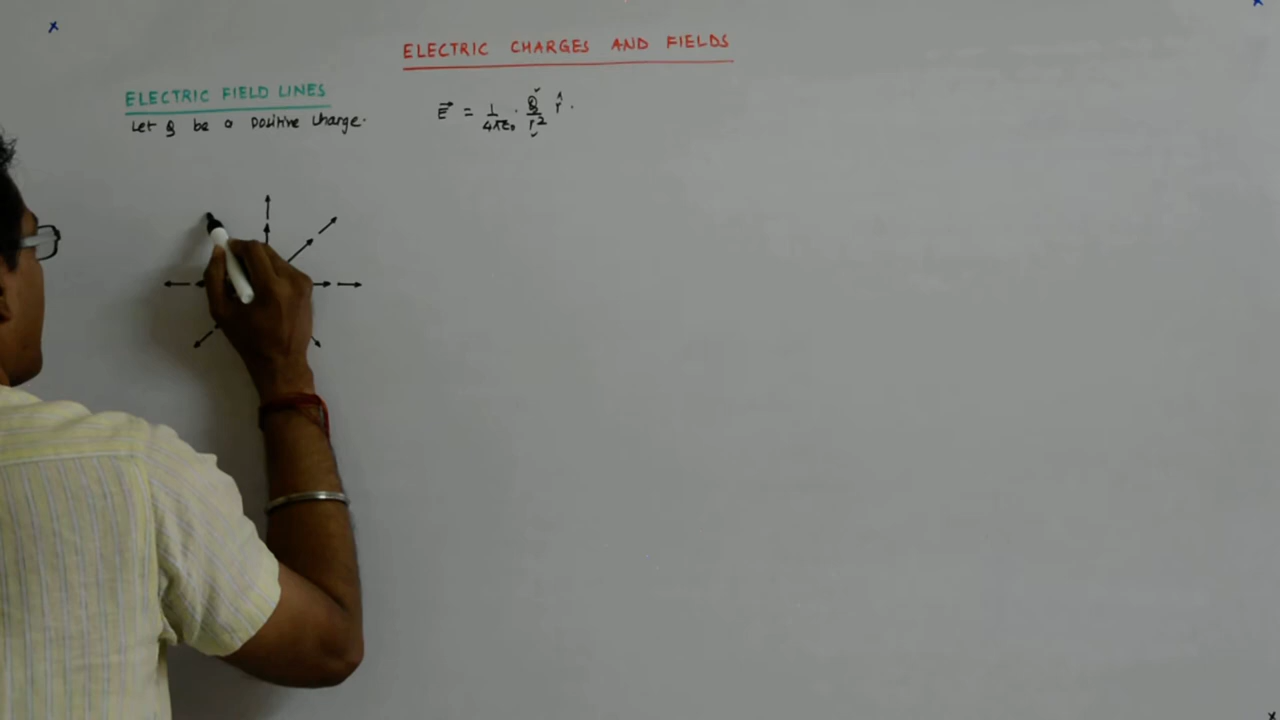 ELECTRIC CHARGES AND FIELDS
ELECTRIC FIELD LINES
Let Q be a positive charge.
E⃗ = 1/4πε₀ · Q/r² r̂ .